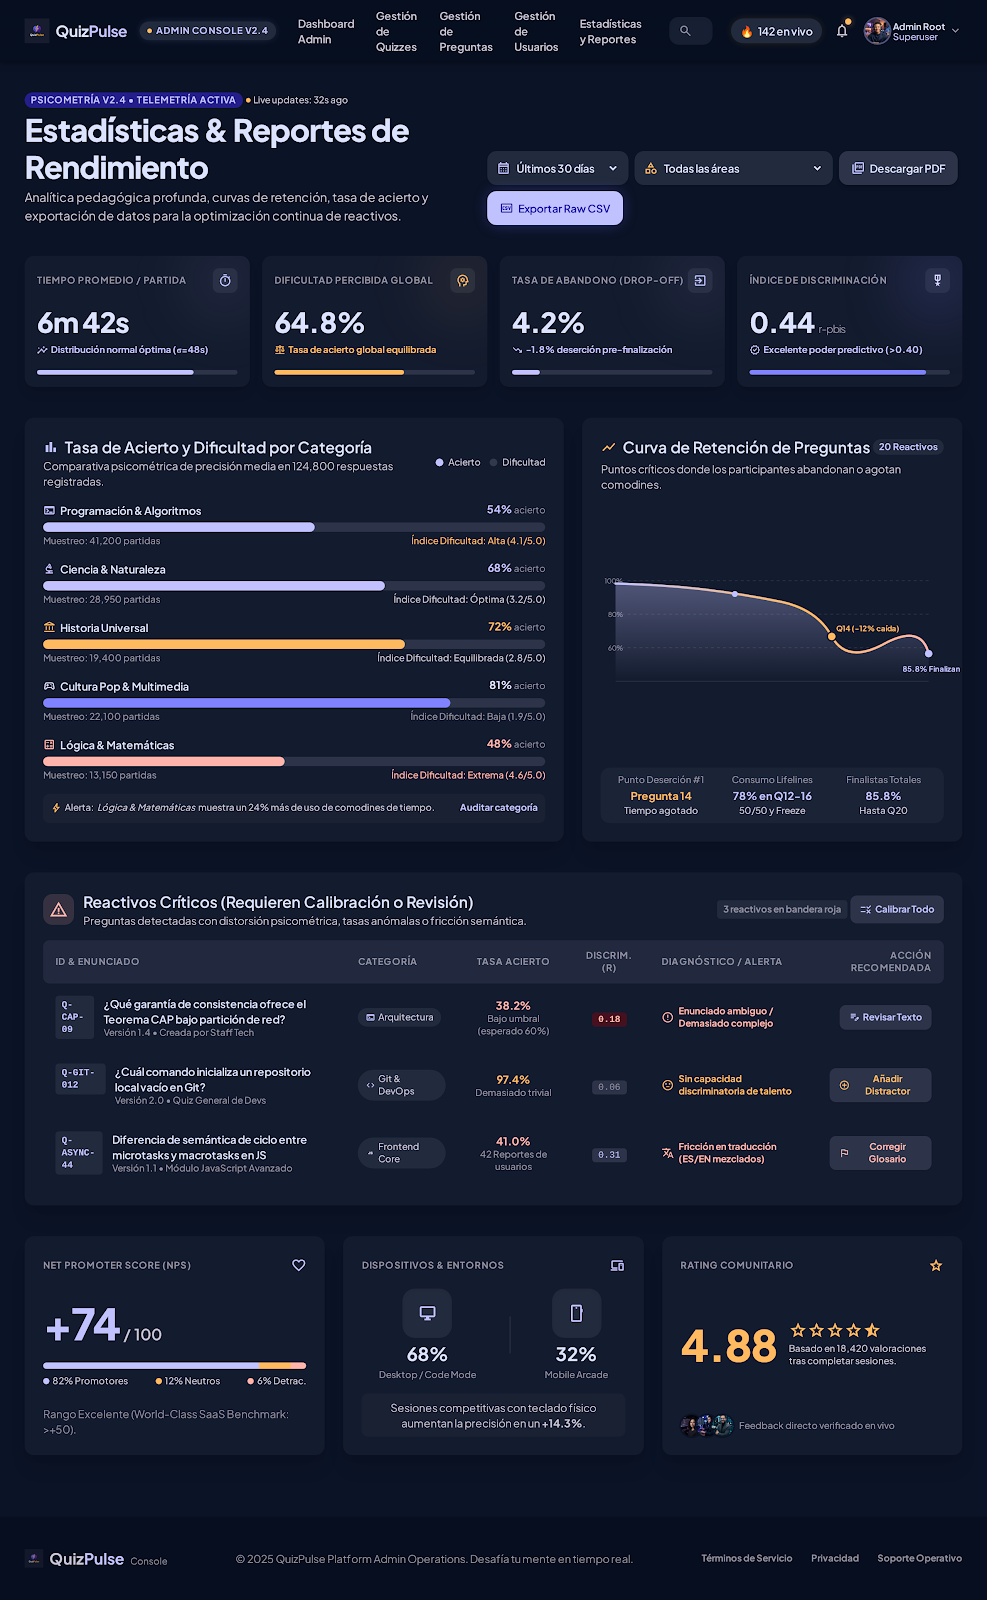 QuizPulse
ADMIN CONSOLE V2.4
Dashboard
Admin
Gestión
de
Quizzes
Gestión
de
Preguntas
Gestión
de
Usuarios
Estadísticas
y Reportes
142 en vivo
Admin Root
Superuser
PSICOMETRÍA V2.4 • TELEMETRÍA ACTIVA
Live updates: 32s ago
Estadísticas & Reportes de
Rendimiento
Analítica pedagógica profunda, curvas de retención, tasa de acierto y
exportación de datos para la optimización continua de reactivos.
Últimos 30 días
Todas las áreas
Descargar PDF
Exportar Raw CSV
TIEMPO PROMEDIO / PARTIDA
6m 42s
Distribución normal óptima (σ=48s)
DIFICULTAD PERCIBIDA GLOBAL
64.8%
Tasa de acierto global equilibrada
TASA DE ABANDONO (DROP-OFF)
4.2%
-1.8% deserción pre-finalización
ÍNDICE DE DISCRIMINACIÓN
0.44 r-pbis
Excelente poder predictivo (>0.40)
Tasa de Acierto y Dificultad por Categoría
Comparativa psicométrica de precisión media en 124,800 respuestas
registradas.
Acierto
Dificultad
Programación & Algoritmos
54% acierto
Muestreo: 41,200 partidas
Índice Dificultad: Alta (4.1/5.0)
Ciencia & Naturaleza
68% acierto
Muestreo: 28,950 partidas
Índice Dificultad: Óptima (3.2/5.0)
Historia Universal
72% acierto
Muestreo: 19,400 partidas
Índice Dificultad: Equilibrada (2.8/5.0)
Cultura Pop & Multimedia
81% acierto
Muestreo: 22,100 partidas
Índice Dificultad: Baja (1.9/5.0)
Lógica & Matemáticas
48% acierto
Muestreo: 13,150 partidas
Índice Dificultad: Extrema (4.6/5.0)
Alerta: Lógica & Matemáticas muestra un 24% más de uso de comodines de tiempo.
Auditar categoría
Curva de Retención de Preguntas
20 Reactivos
Puntos críticos donde los participantes abandonan o agotan
comodines.
100%
80%
60%
Q14 (-12% caída)
85.8% Finalizan
Punto Deserción #1
Pregunta 14
Tiempo agotado
Consumo Lifelines
78% en Q12-16
50/50 y Freeze
Finalistas Totales
85.8%
Hasta Q20
Reactivos Críticos (Requieren Calibración o Revisión)
Preguntas detectadas con distorsión psicométrica, tasas anómalas o fricción semántica.
3 reactivos en bandera roja
Calibrar Todo
ID & ENUNCIADO
CATEGORÍA
TASA ACIERTO
DISCRIM.
(R)
DIAGNÓSTICO / ALERTA
ACCIÓN
RECOMENDADA
Q-
CAP-
09
¿Qué garantía de consistencia ofrece el
Teorema CAP bajo partición de red?
Versión 1.4 • Creada por Staff Tech
Arquitectura
38.2%
Bajo umbral
(esperado 60%)
0.18
Enunciado ambiguo /
Demasiado complejo
Revisar Texto
Q-GIT-
012
¿Cuál comando inicializa un repositorio
local vacío en Git?
Versión 2.0 • Quiz General de Devs
Git &
DevOps
97.4%
Demasiado trivial
0.06
Sin capacidad
discriminatoria de talento
Añadir
Distractor
Q-
ASYNC-
44
Diferencia de semántica de ciclo entre
microtasks y macrotasks en JS
Versión 1.1 • Módulo JavaScript Avanzado
Frontend
Core
41.0%
42 Reportes de
usuarios
0.31
Fricción en traducción
(ES/EN mezclados)
Corregir
Glosario
NET PROMOTER SCORE (NPS)
+74 / 100
82% Promotores
12% Neutros
6% Detrac.
Rango Excelente (World-Class SaaS Benchmark:
>+50).
DISPOSITIVOS & ENTORNOS
68%
Desktop / Code Mode
32%
Mobile Arcade
Sesiones competitivas con teclado físico
aumentan la precisión en un +14.3%.
RATING COMUNITARIO
4.88
Basado en 18,420 valoraciones
tras completar sesiones.
Feedback directo verificado en vivo
QuizPulse Console
© 2025 QuizPulse Platform Admin Operations. Desafía tu mente en tiempo real.
Términos de Servicio
Privacidad
Soporte Operativo